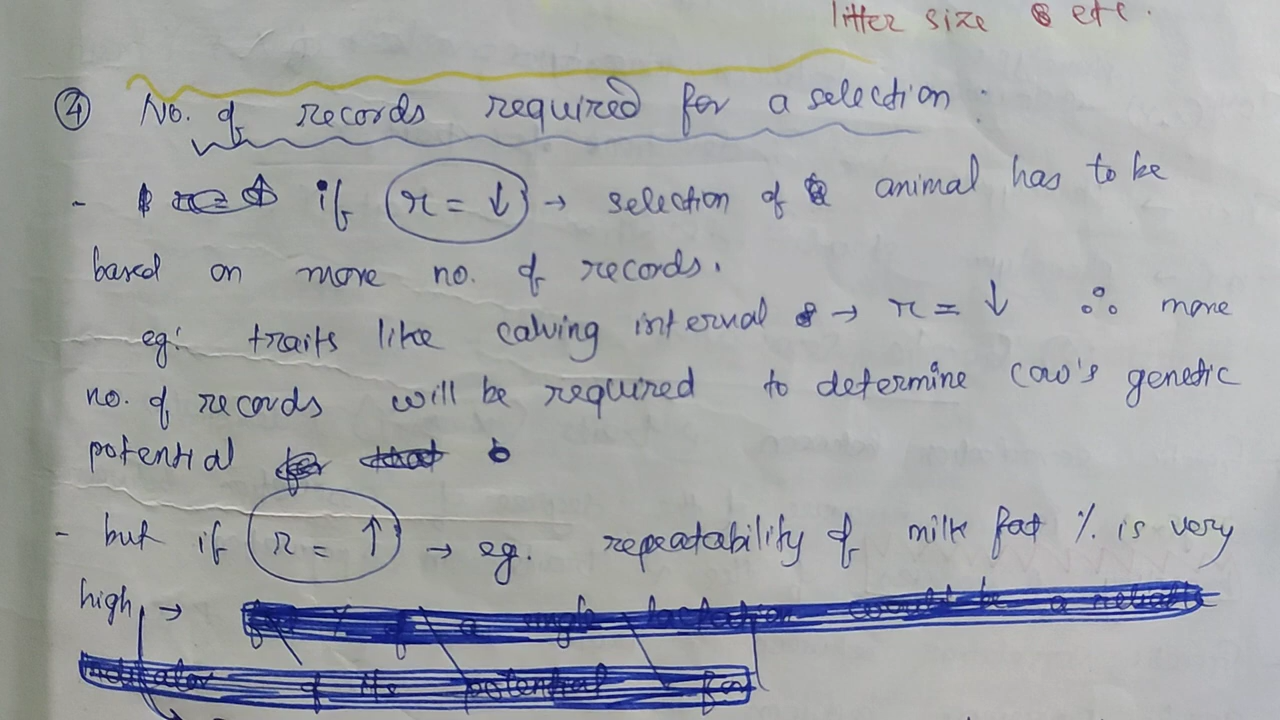 litter size etc.
④ No. of records required for a selection :
- if r = ↓ → selection of animal has to be
based on more no. of records.
eg: traits like calving interval → r = ↓ ∴ more
no. of records will be required to determine cow's genetic
potential
- but if r = ↑ → eg. repeatability of milk fat % is very
high →